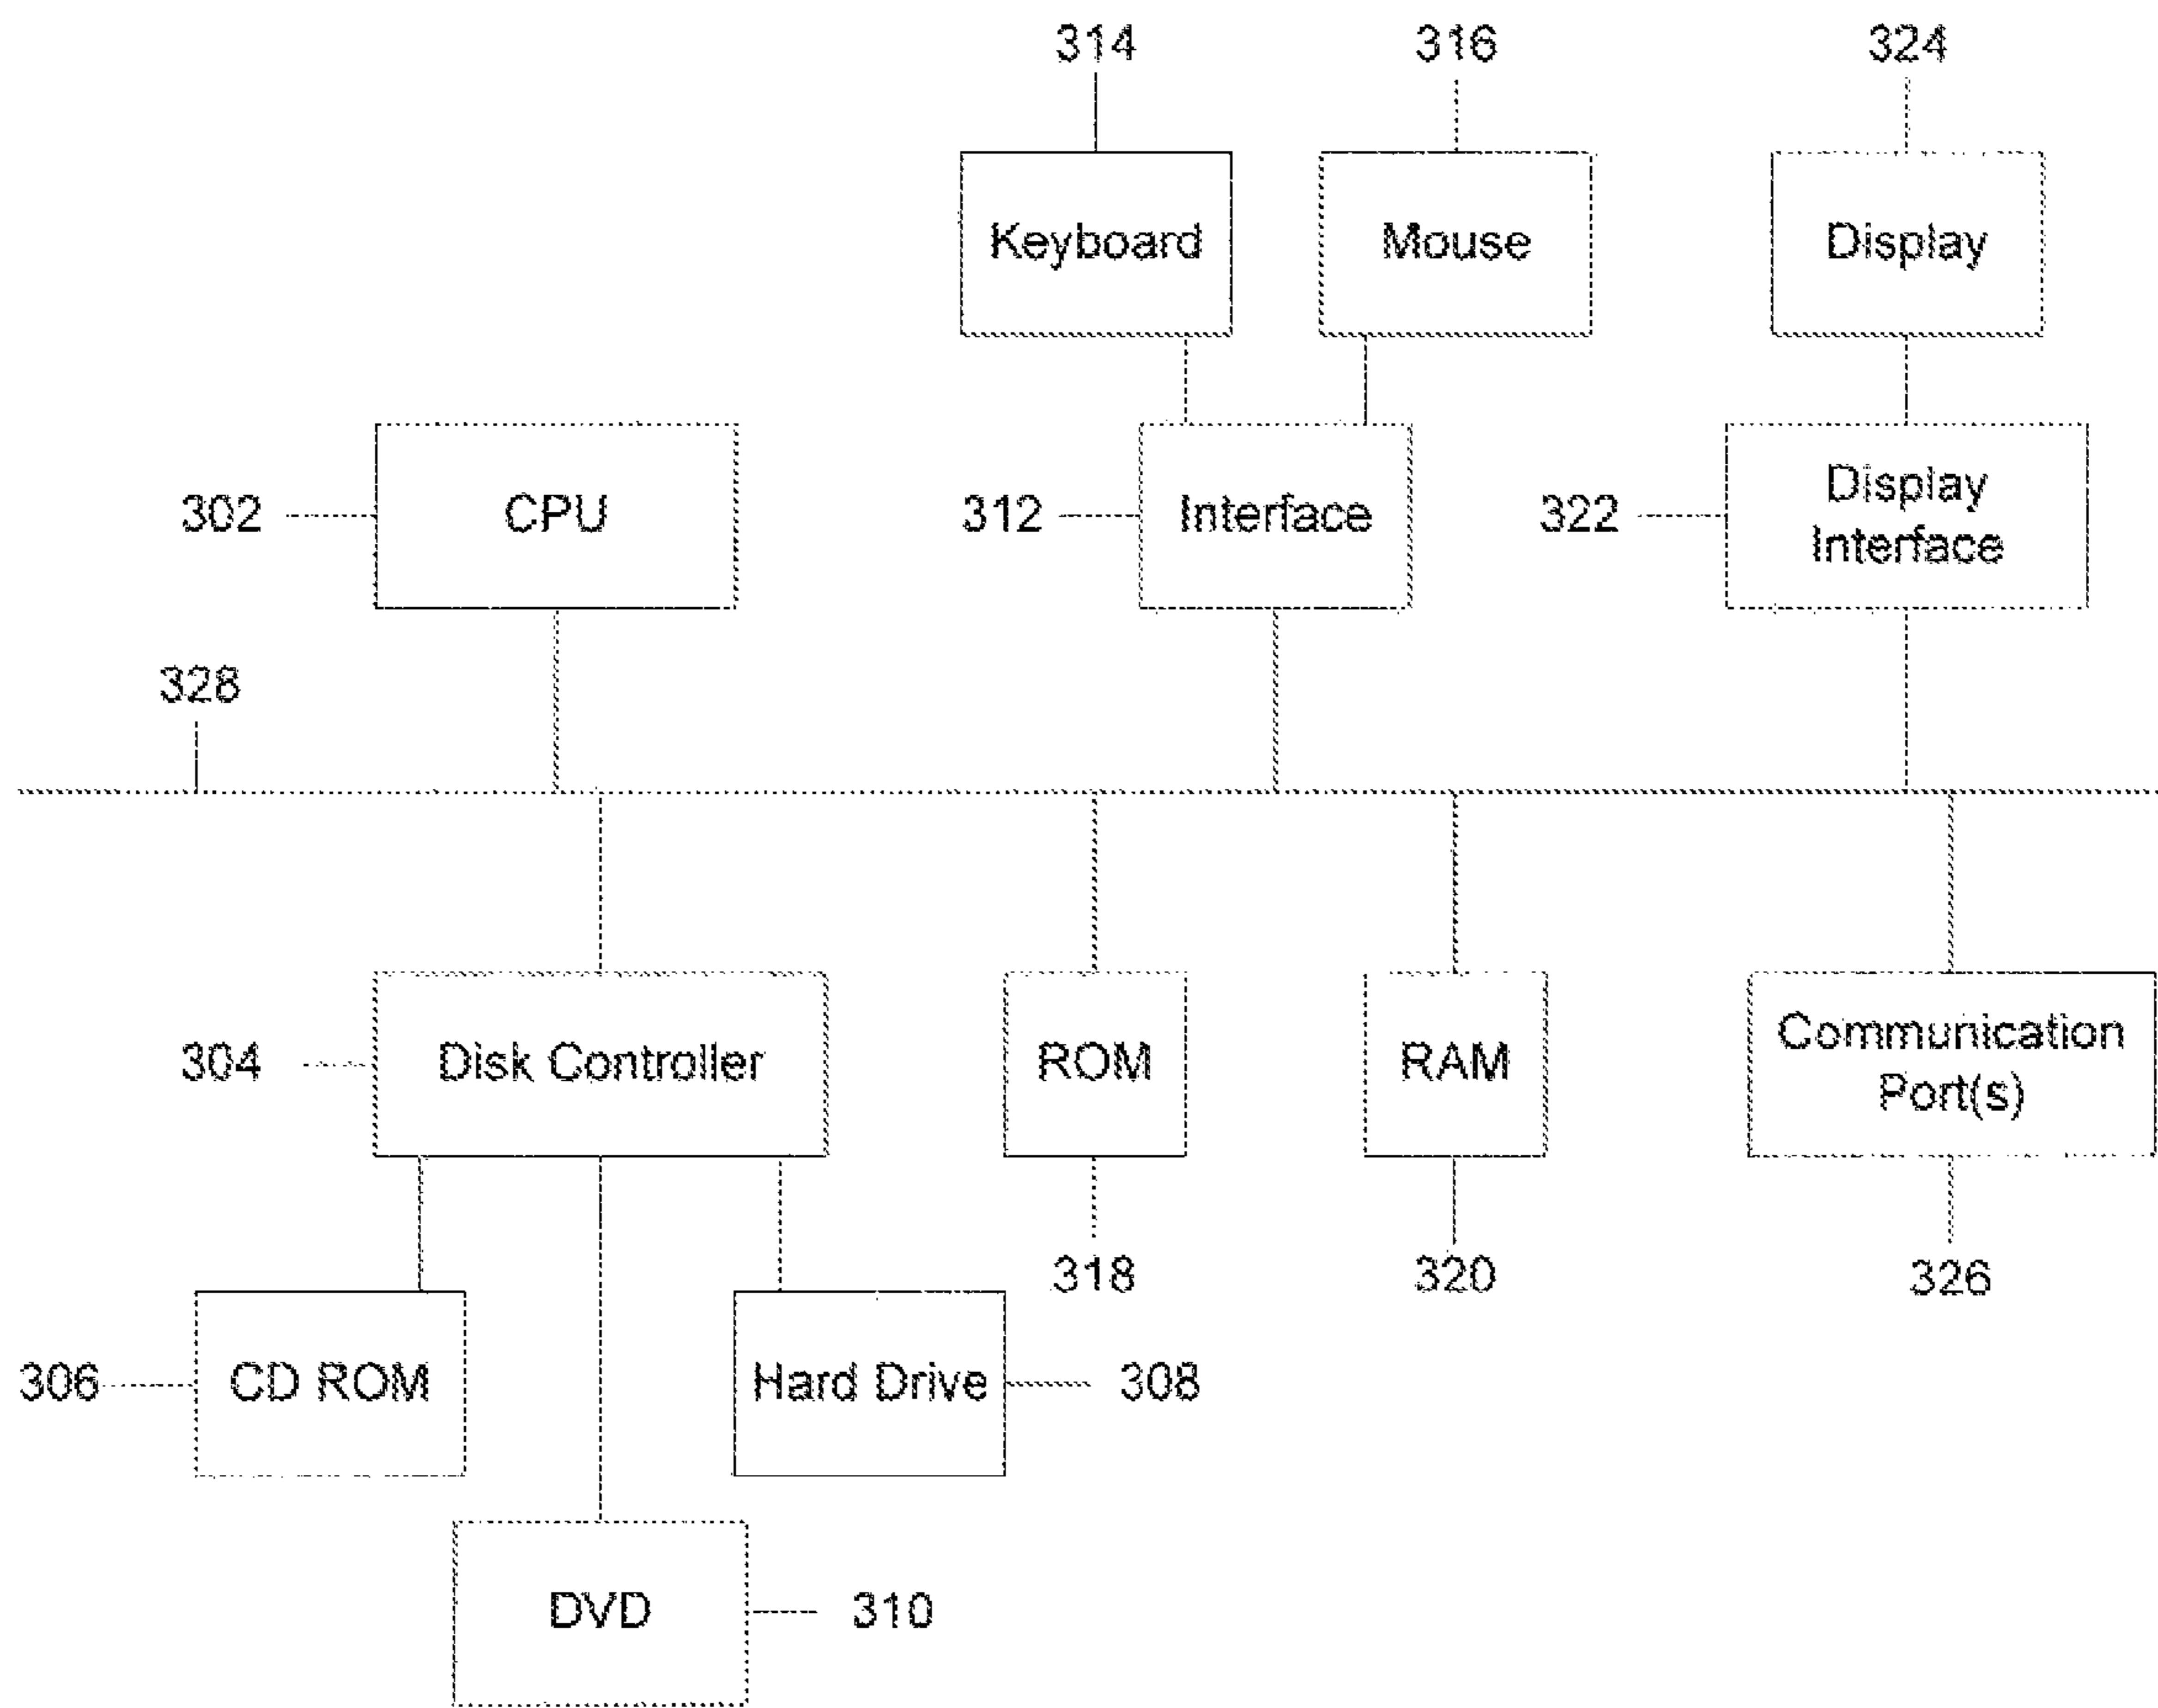 314
316
324
Keyboard
Mouse
Display
302
CPU
312
Interface
322
Display
Interface
328
304
Disk Controller
ROM
RAM
Communication
Port(s)
318
320
326
306
CD ROM
Hard Drive
308
DVD
310